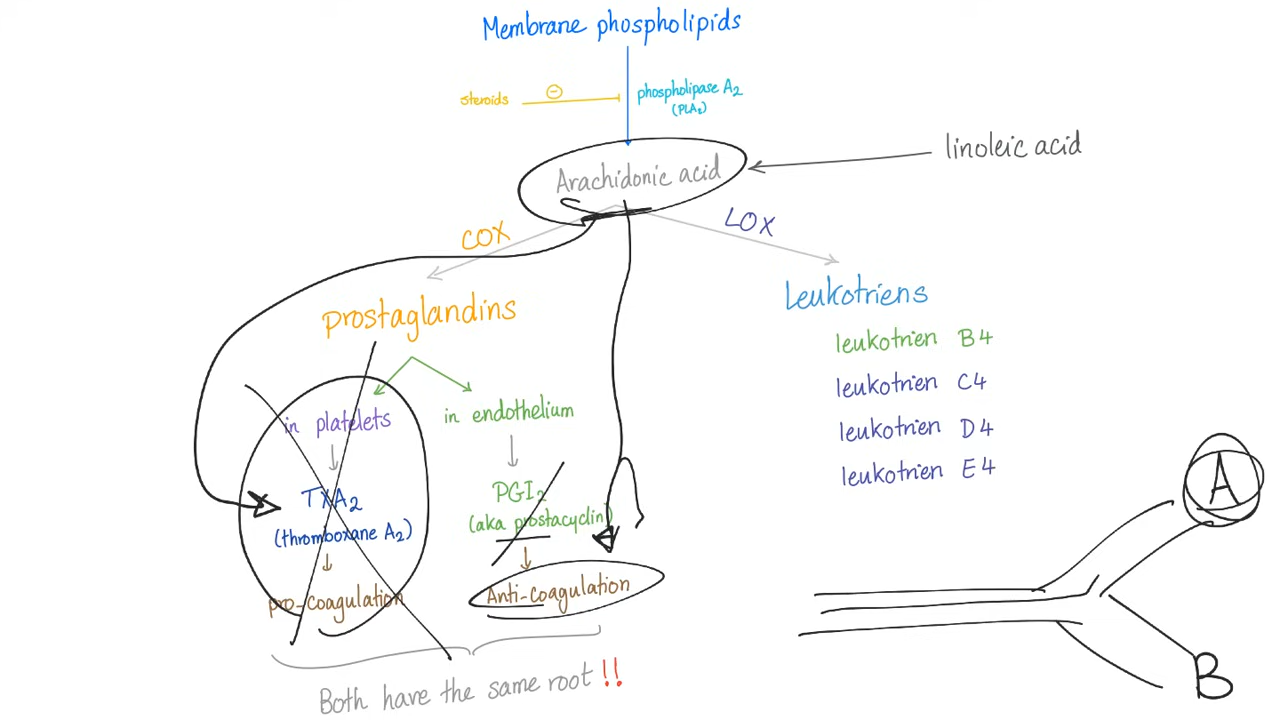 Membrane phospholipids
steroids
⊖
phospholipase A2
(PLA2)
linoleic acid
Arachidonic acid
COX
LOX
Prostaglandins
Leukotriens
leukotrien B4
leukotrien C4
leukotrien D4
leukotrien E4
in platelets
in endothelium
TXA2
(thromboxane A2)
pro-coagulation
PGI2
(aka prostacyclin)
Anti-coagulation
Both have the same root !!
A
B